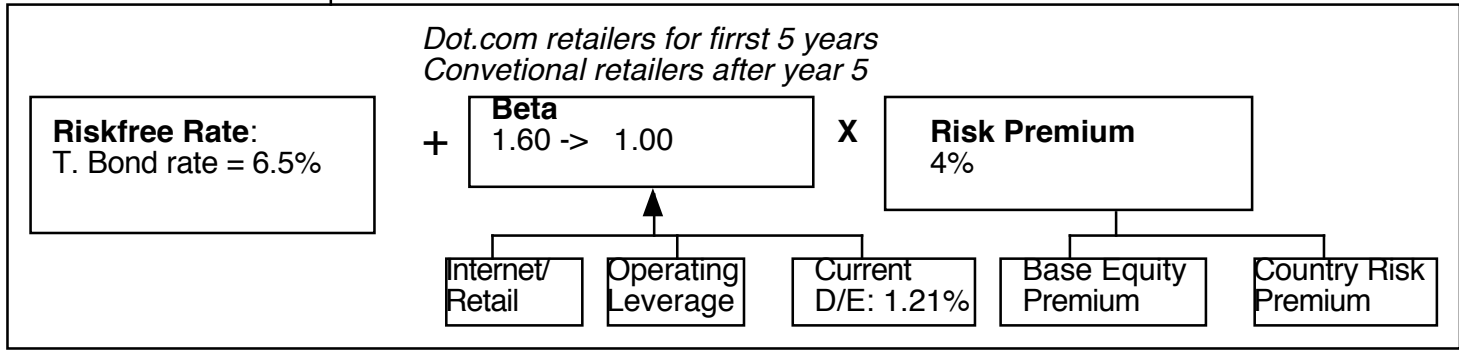 Dot.com retailers for firrst 5 years
Convetional retailers after year 5
Riskfree Rate:
T. Bond rate = 6.5%
+
Beta
1.60 -> 1.00
X
Risk Premium
4%
Internet/
Retail
Operating
Leverage
Current
D/E: 1.21%
Base Equity
Premium
Country Risk
Premium